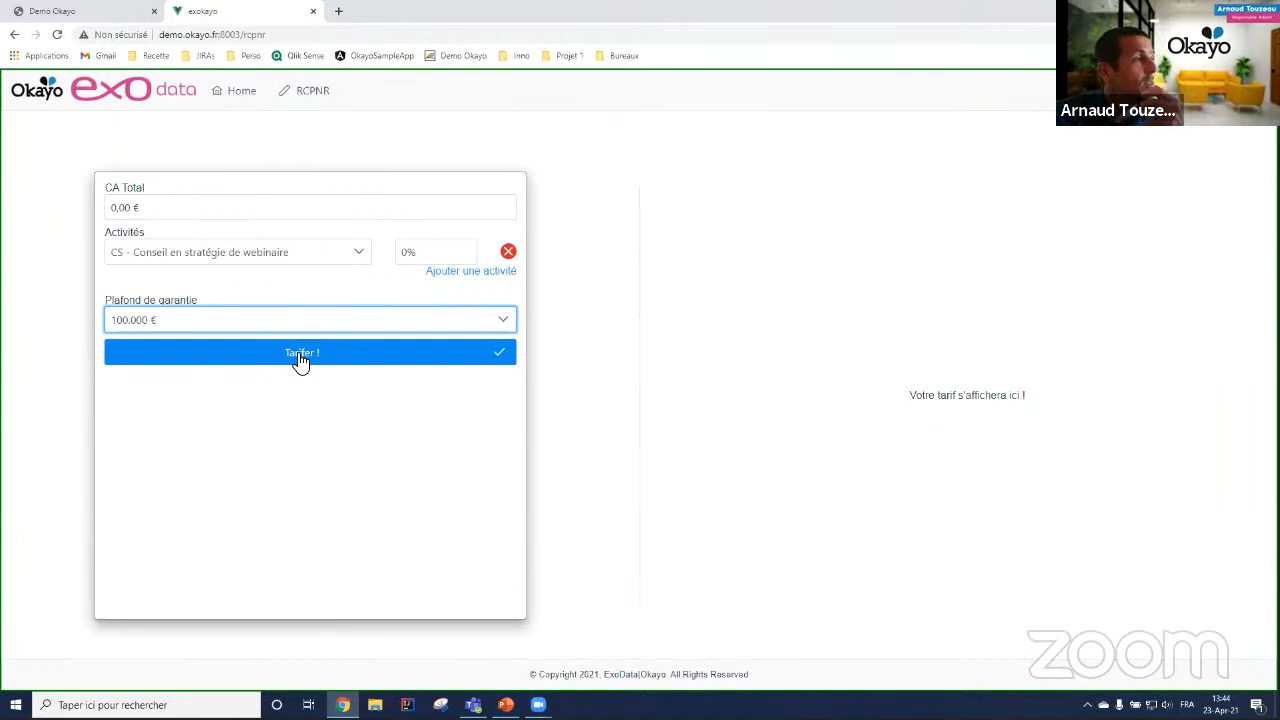 Demo Okayo
exokayo
Non sécurisé
demo.okayo.fr:8003/rcpnr
Applications
Gmail
Recette
JIRAs
Perso
Qlik Sense
OkayoSampleApp
Demo Okayo
Inno
Projet 1
Bureaux
Okayo exo data
Home
RCPNR
Arnaud Touzeau
Responsable Adjoint
Okayo
Arnaud Touze...
CA Total
0,00 €
Activités
CS - Conseil en stratégie de webinaire
0%
Ajouter une activité
Plafond de garantie
100.000 €
Tarifer !
Votre tarif s'affichera ici !
zoom
© Copyright 2021, ExoData|Okayo. All Rights Reserved
Taper ici pour rechercher
FRA
13:44
23-Apr-21